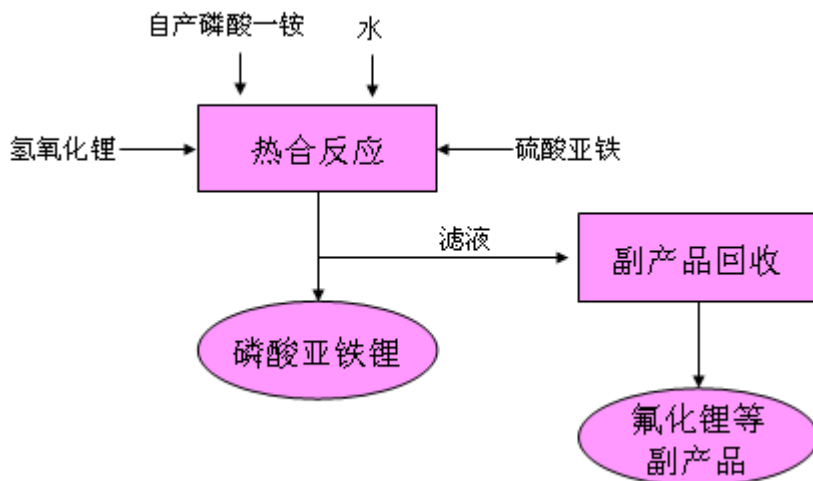 自产磷酸一铵
水
氢氧化锂
热合反应
硫酸亚铁
滤液
副产品回收
磷酸亚铁锂
氟化锂等
副产品